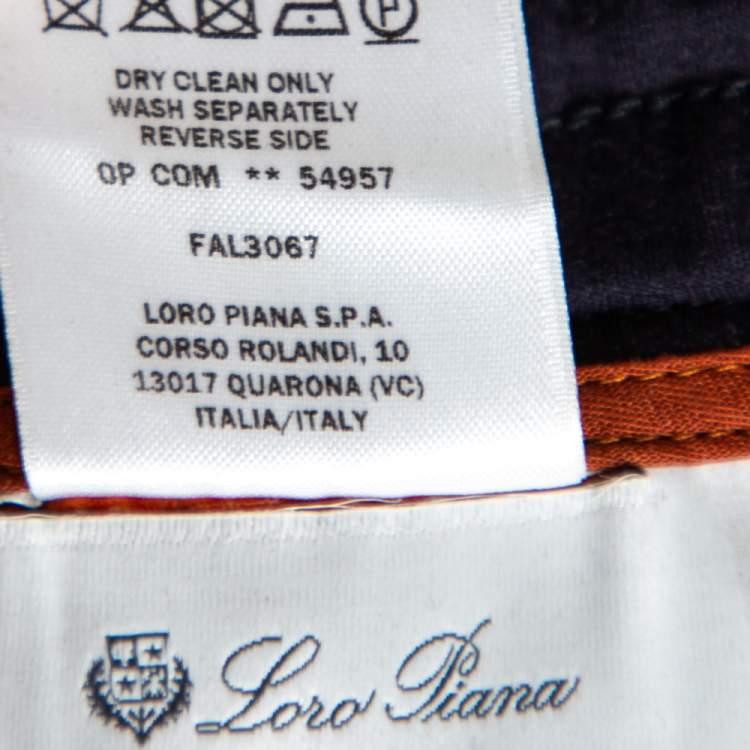 DRY CLEAN ONLY
WASH SEPARATELY
REVERSE SIDE
OP COM ** 54957
FAL3067
LORO PIANA S.P.A.
CORSO ROLANDI, 10
13017 QUARONA (VC)
ITALIA/ITALY
Loro Piana